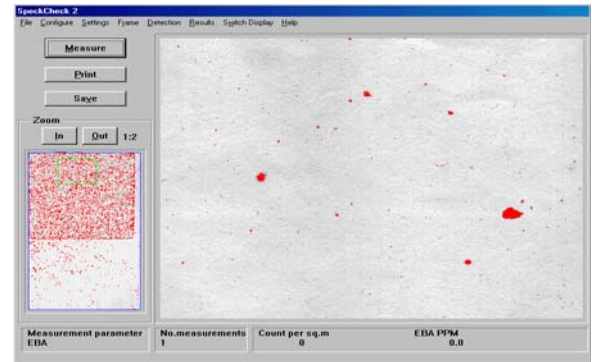 SpeckCheck 2
File Configure Settings Frame Detection Results Switch Display Help
Measure
Print
Save
Zoom
In Out 1:2
Measurement parameter No.measurements Count per sq.m EBA PPM
EBA 1 0 0.0